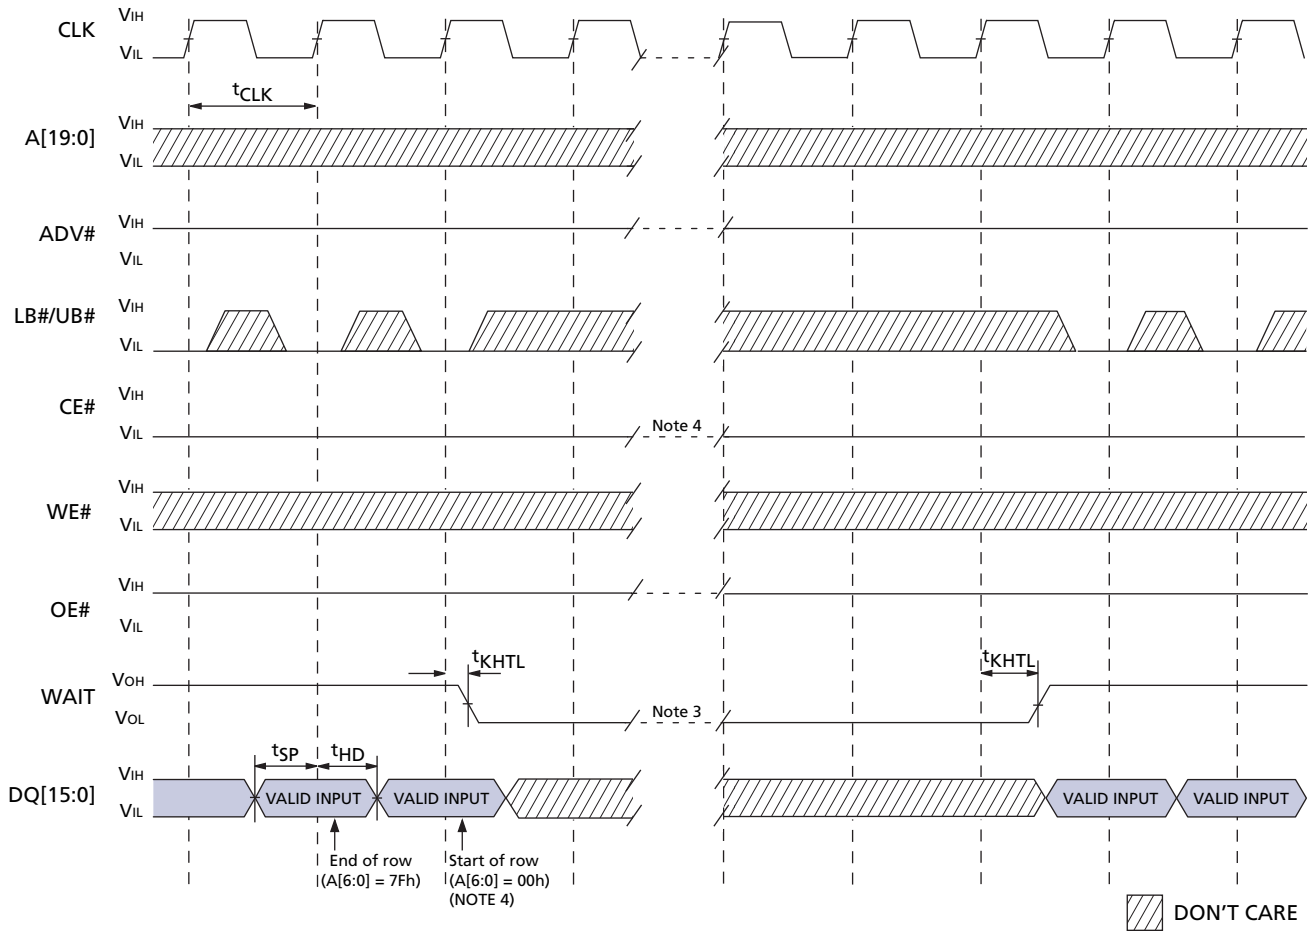 CLK
VIH
VIL
tCLK
A[19:0]
VIH
VIL
ADV#
VIH
VIL
LB#/UB#
VIH
VIL
CE#
VIH
VIL
Note 4
WE#
VIH
VIL
OE#
VIH
VIL
WAIT
VOH
VOL
tKHTL
tKHTL
Note 3
DQ[15:0]
VIH
VIL
tSP
tHD
VALID INPUT
VALID INPUT
VALID INPUT
VALID INPUT
End of row
(A[6:0] = 7Fh)
Start of row
(A[6:0] = 00h)
(NOTE 4)
DON'T CARE